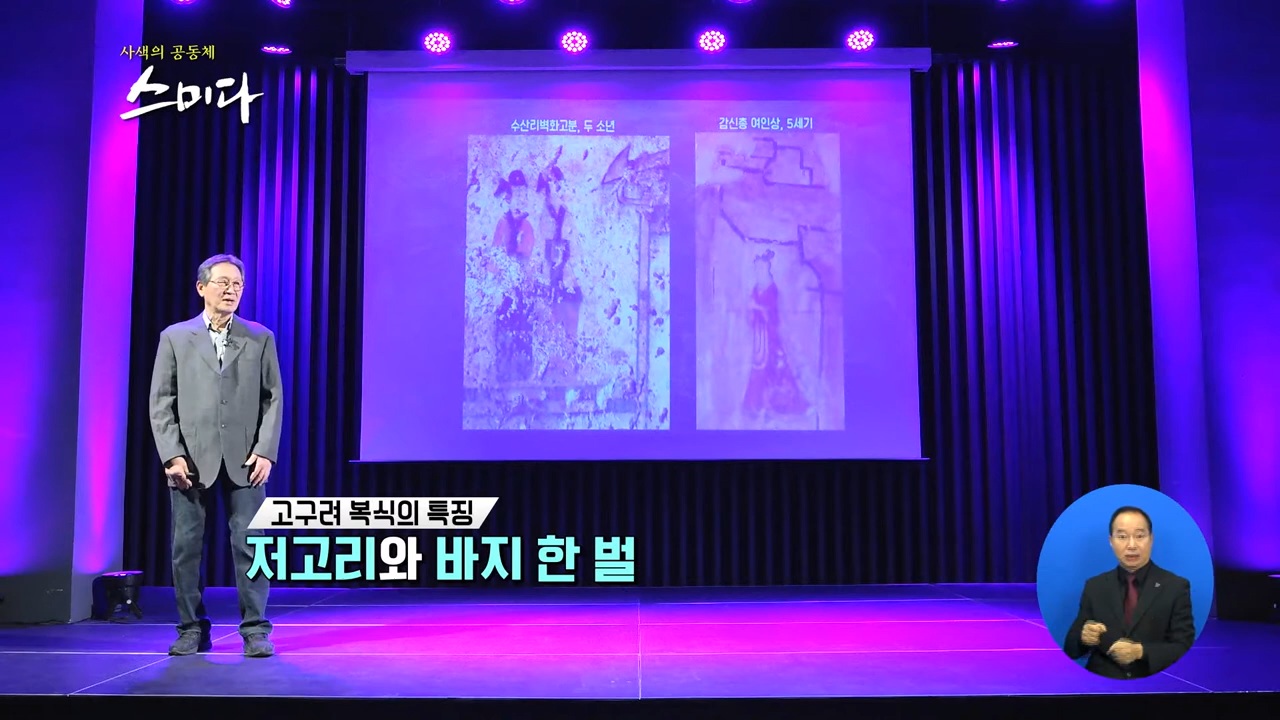 사색의 공동체
스미다
수산리벽화고분, 두 소년
감신총 여인상, 5세기
고구려 복식의 특징
저고리와 바지 한 벌